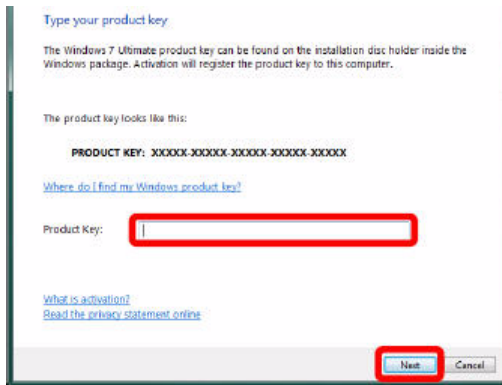 Type your product key
The Windows 7 Ultimate product key can be found on the installation disc holder inside the
Windows package. Activation will register the product key to this computer.
The product key looks like this:
PRODUCT KEY: XXXXX-XXXXX-XXXXX-XXXXX-XXXXX
Where do I find my Windows product key?
Product Key:
What is activation?
Read the privacy statement online
Next Cancel